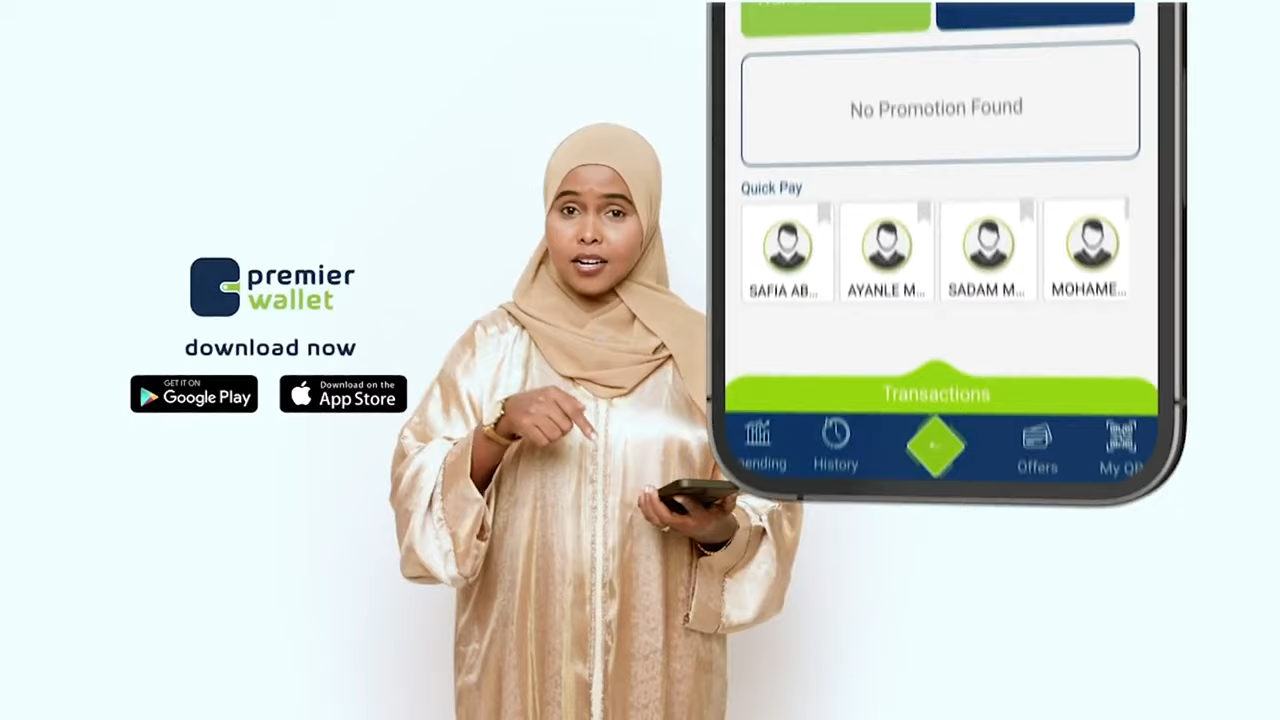 premier
wallet
download now
GET IT ON
Google Play
Download on the
App Store
No Promotion Found
Quick Pay
SAFIA AB...
AYANLE M...
SADAM M...
MOHAME...
Transactions
History
Offers